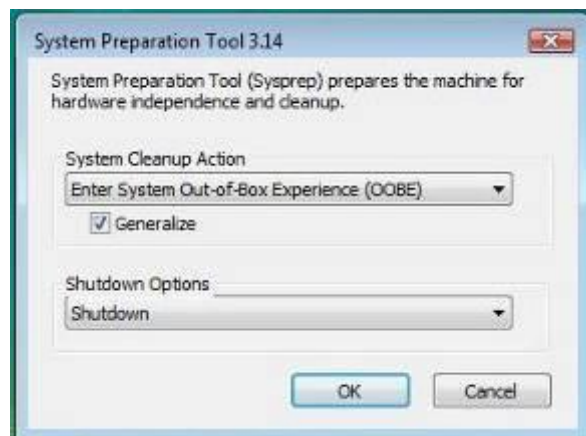 System Preparation Tool 3.14
System Preparation Tool (Sysprep) prepares the machine for
hardware independence and cleanup.
System Cleanup Action
Enter System Out-of-Box Experience (OOBE)
Generalize
Shutdown Options
Shutdown
OK
Cancel